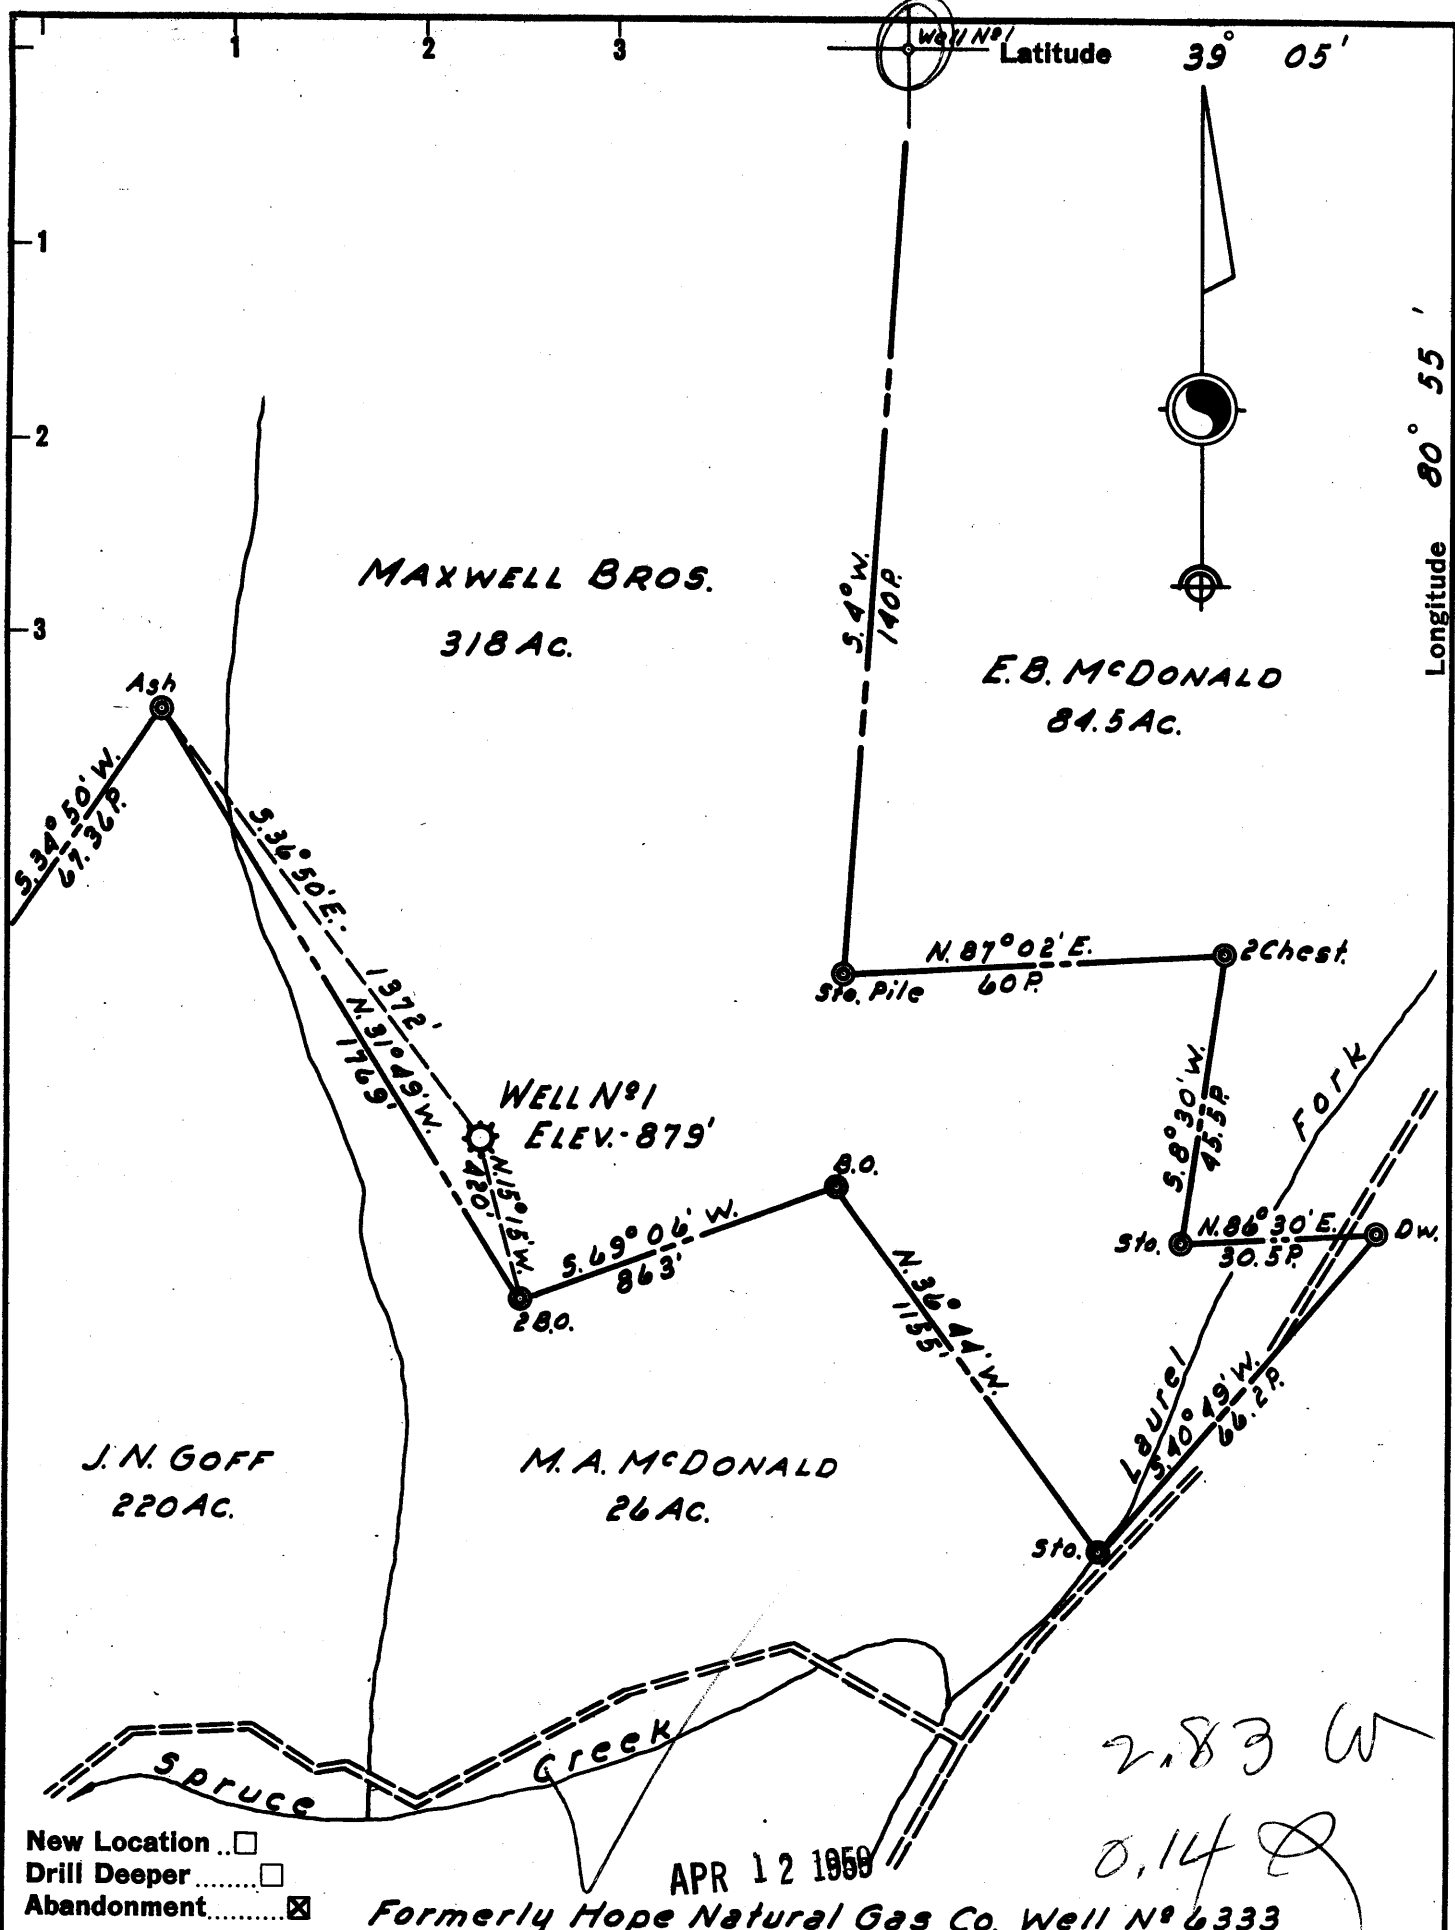 1 2 3
Well Nº 1
Latitude 39° 05'
1
2
3
Longitude 80° 55'
MAXWELL BROS.
318 AC.
S. 4° W.
140 P.
E.B. McDONALD
84.5 AC.
Ash
S. 34° 50' W.
67.36 P.
S. 36° 50' E.
1372'
N. 31° 49' W.
1769'
N. 87° 02' E.
60 P.
Sto. Pile
2 Chest.
WELL Nº 1
ELEV.- 879'
N. 15° 15' W.
420'
B.O.
S. 69° 06' W.
863'
2 B.O.
S. 8° 30' W.
45.5 P.
Sto.
N. 86° 30' E.
30.5 P.
Dw.
N. 36° 44' W.
1155'
Laurel Fork
S. 40° 49' W.
66.2 P.
J. N. GOFF
220 AC.
M. A. McDONALD
26 AC.
Sto.
Spruce Creek
2.83 W
0.14
New Location ..☐
Drill Deeper ........☐
Abandonment..........☒
APR 12 1959
Formerly Hope Natural Gas Co. Well Nº 6333